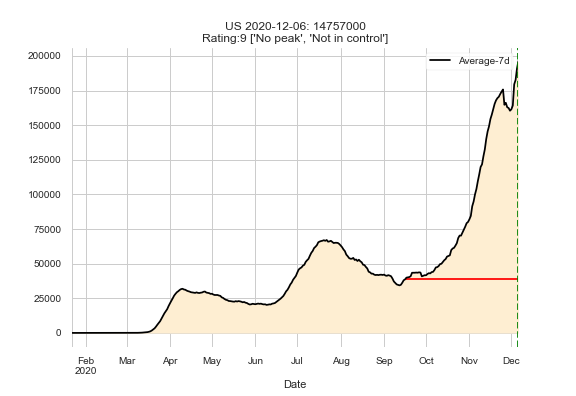 US 2020-12-06: 14757000
Rating:9 ['No peak', 'Not in control']
200000
175000
150000
125000
100000
75000
50000
25000
0
Average-7d
Feb Mar Apr May Jun Jul Aug Sep Oct Nov Dec
2020
Date